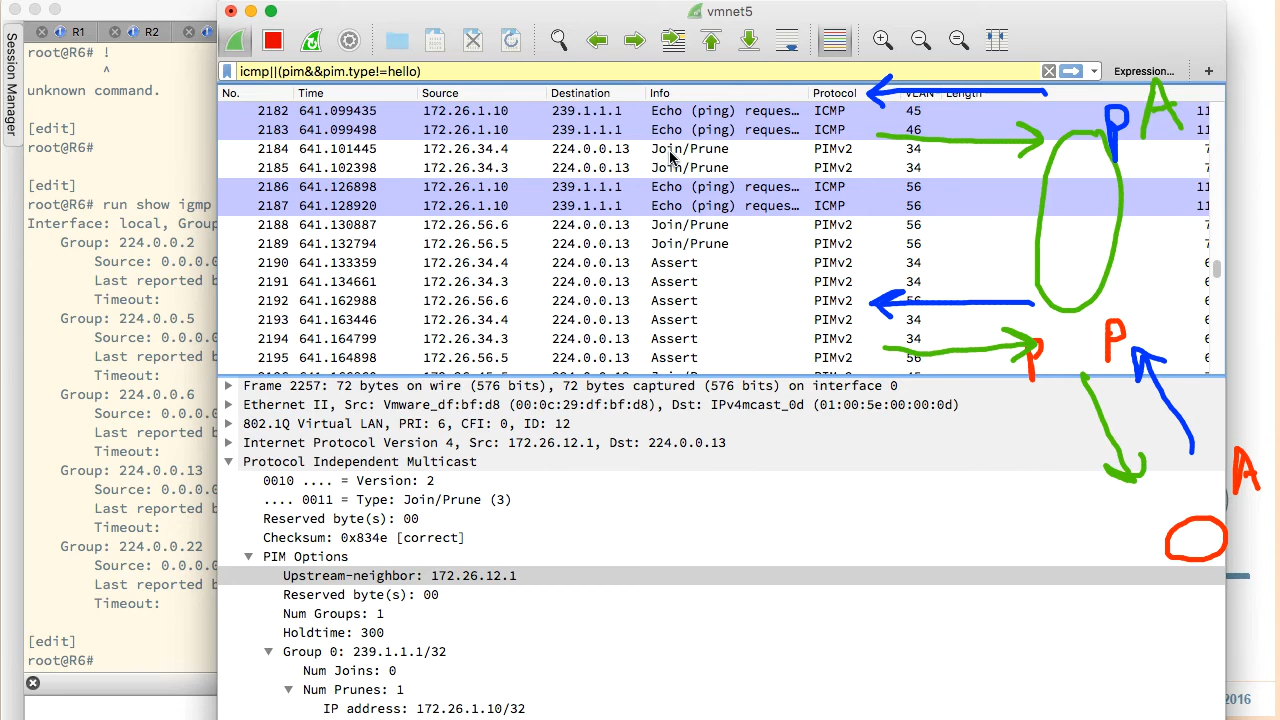 vmnet5
R1
R2
Session Manager
root@R6# !
^
unknown command.
[edit]
root@R6#
[edit]
root@R6# run show igmp
Interface: local, Group
Group: 224.0.0.2
Source: 0.0.0.0
Last reported b
Timeout:
Group: 224.0.0.5
Source: 0.0.0.0
Last reported b
Timeout:
Group: 224.0.0.6
Source: 0.0.0.0
Last reported b
Timeout:
Group: 224.0.0.13
Source: 0.0.0.0
Last reported b
Timeout:
Group: 224.0.0.22
Source: 0.0.0.0
Last reported b
Timeout:
[edit]
root@R6#
icmp||(pim&&pim.type!=hello)
Expression...
+
No. Time Source Destination Info Protocol VLAN Length
2182 641.099435 172.26.1.10 239.1.1.1 Echo (ping) reques… ICMP 45 11
2183 641.099498 172.26.1.10 239.1.1.1 Echo (ping) reques… ICMP 46 11
2184 641.101445 172.26.34.4 224.0.0.13 Join/Prune PIMv2 34 7
2185 641.102398 172.26.34.3 224.0.0.13 Join/Prune PIMv2 34 7
2186 641.126898 172.26.1.10 239.1.1.1 Echo (ping) reques… ICMP 56 11
2187 641.128920 172.26.1.10 239.1.1.1 Echo (ping) reques… ICMP 56 11
2188 641.130887 172.26.56.6 224.0.0.13 Join/Prune PIMv2 56 7
2189 641.132794 172.26.56.5 224.0.0.13 Join/Prune PIMv2 56 7
2190 641.133359 172.26.34.4 224.0.0.13 Assert PIMv2 34 6
2191 641.134661 172.26.34.3 224.0.0.13 Assert PIMv2 34 6
2192 641.162988 172.26.56.6 224.0.0.13 Assert PIMv2 56 6
2193 641.163446 172.26.34.4 224.0.0.13 Assert PIMv2 34 6
2194 641.164799 172.26.34.3 224.0.0.13 Assert PIMv2 34 6
2195 641.164898 172.26.56.5 224.0.0.13 Assert PIMv2 56 6
P
A
P
P
A
Frame 2257: 72 bytes on wire (576 bits), 72 bytes captured (576 bits) on interface 0
Ethernet II, Src: Vmware_df:bf:d8 (00:0c:29:df:bf:d8), Dst: IPv4mcast_0d (01:00:5e:00:00:0d)
802.1Q Virtual LAN, PRI: 6, CFI: 0, ID: 12
Internet Protocol Version 4, Src: 172.26.12.1, Dst: 224.0.0.13
Protocol Independent Multicast
0010 .... = Version: 2
.... 0011 = Type: Join/Prune (3)
Reserved byte(s): 00
Checksum: 0x834e [correct]
PIM Options
Upstream-neighbor: 172.26.12.1
Reserved byte(s): 00
Num Groups: 1
Holdtime: 300
Group 0: 239.1.1.1/32
Num Joins: 0
Num Prunes: 1
IP address: 172.26.1.10/32
2016